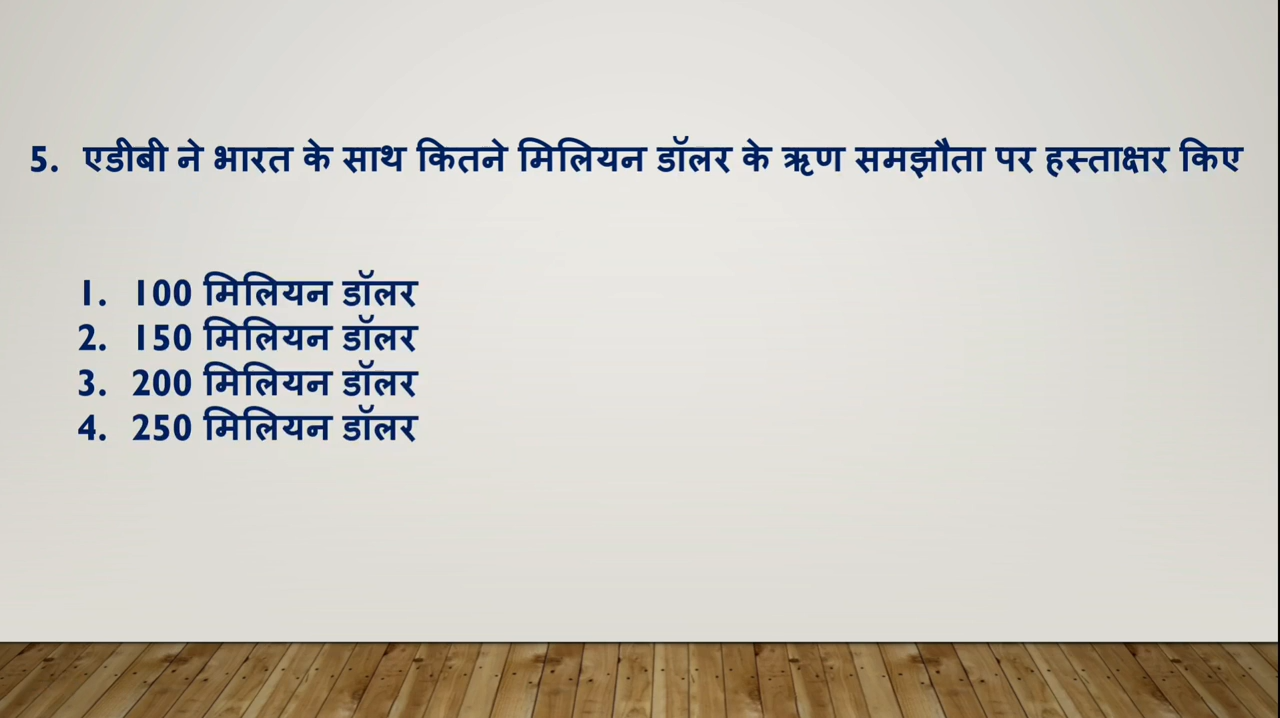 5. एडीबी ने भारत के साथ कितने मिलियन डॉलर के ऋण समझौता पर हस्ताक्षर किए
1. 100 मिलियन डॉलर
2. 150 मिलियन डॉलर
3. 200 मिलियन डॉलर
4. 250 मिलियन डॉलर